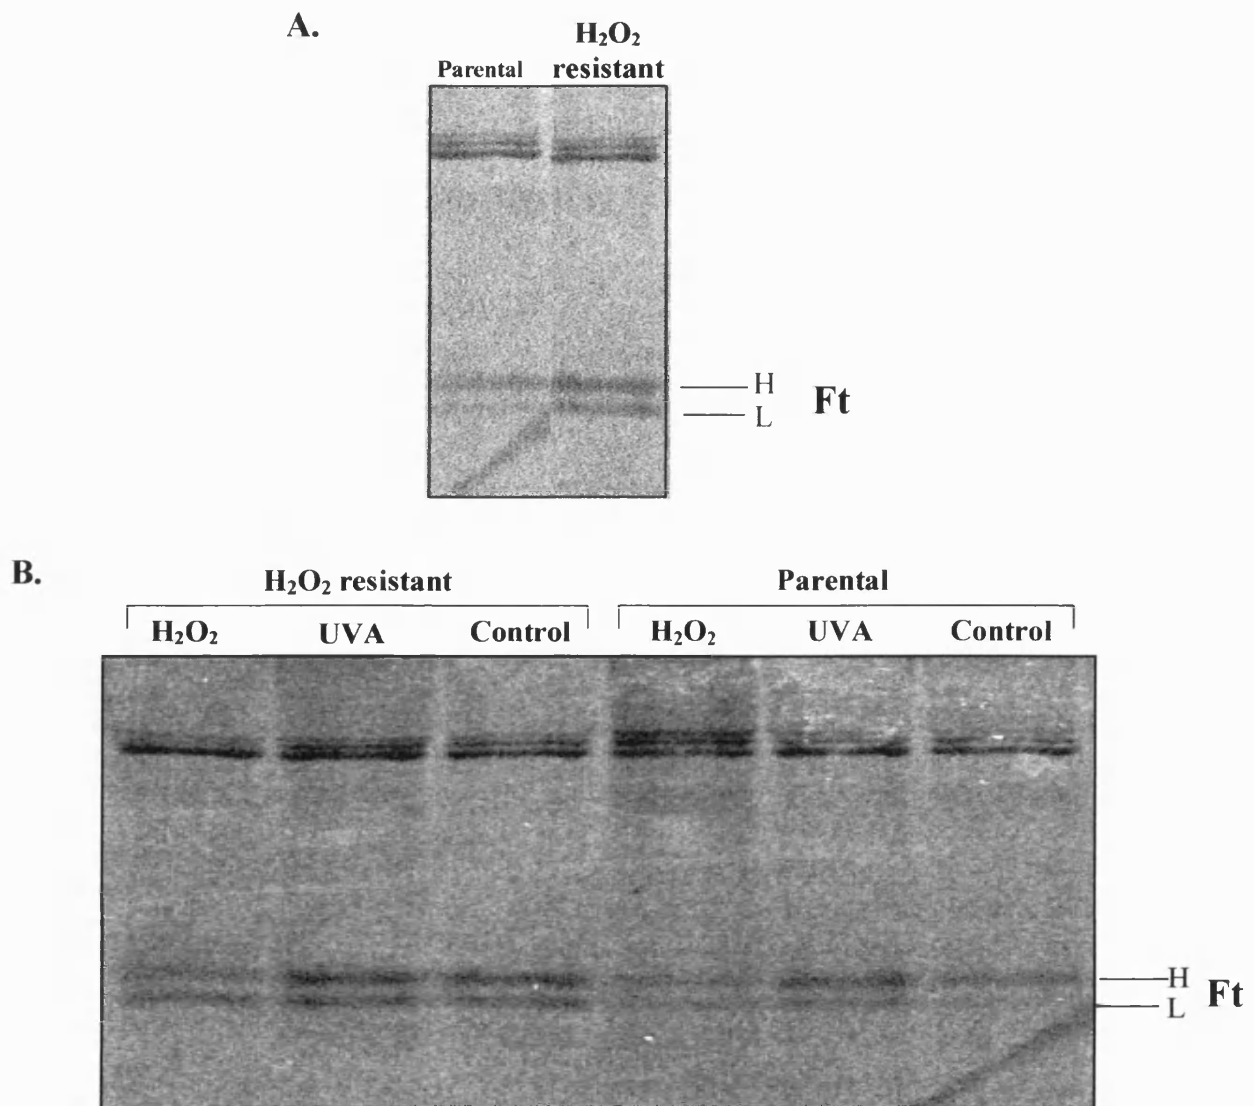 A.
Parental
H₂O₂
resistant
H
L
Ft
B.
H₂O₂ resistant
Parental
H₂O₂
UVA
Control
H₂O₂
UVA
Control
H
L
Ft